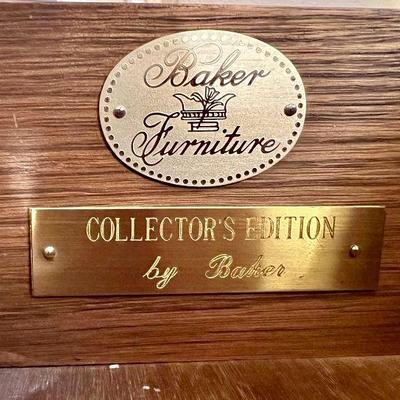 Baker
Furniture
COLLECTOR'S EDITION
by Baker